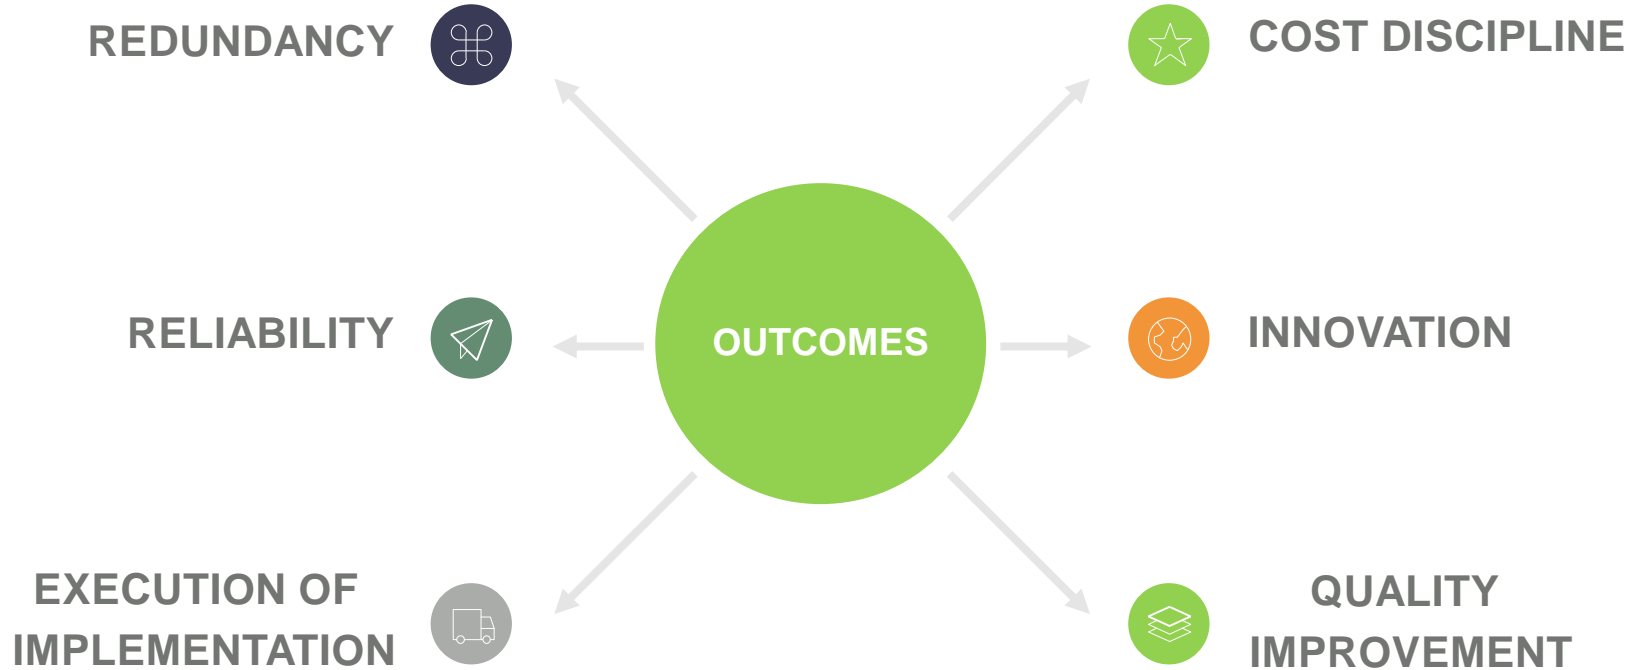 REDUNDANCY
COST DISCIPLINE
RELIABILITY
OUTCOMES
INNOVATION
EXECUTION OF
IMPLEMENTATION
QUALITY
IMPROVEMENT